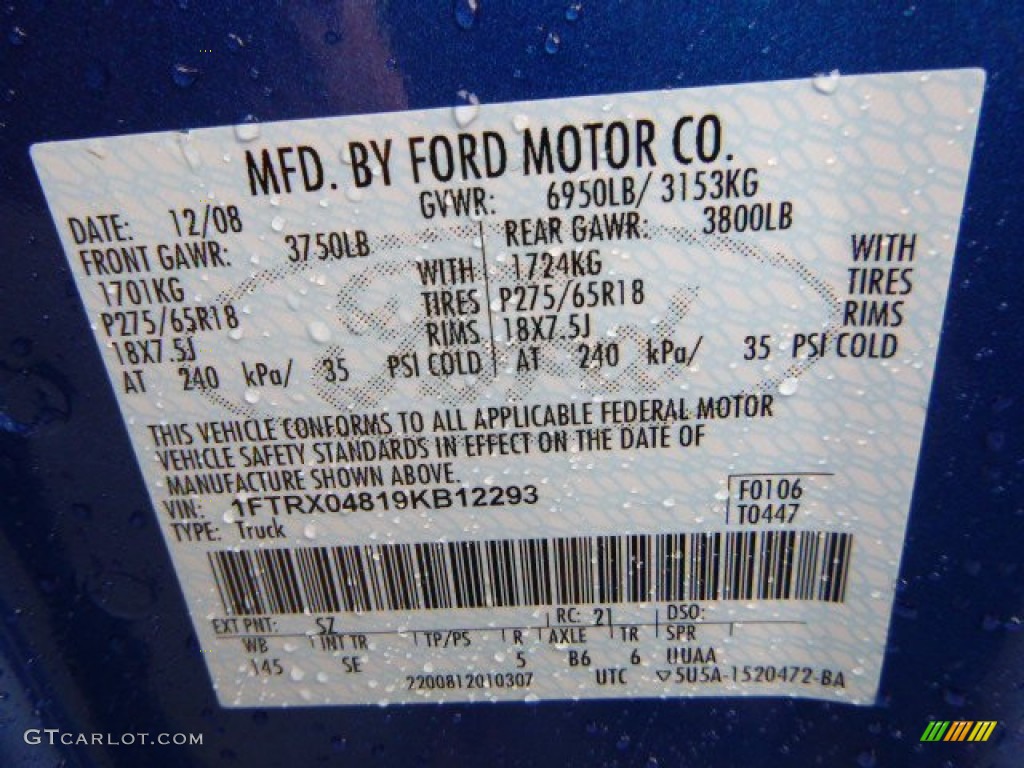 MFD. BY FORD MOTOR CO.
DATE: 12/08 GVWR: 6950LB/ 3153KG
FRONT GAWR: 3750LB REAR GAWR: 3800LB
1701KG WITH 1724KG WITH
P275/65R18 TIRES P275/65R18 TIRES
18X7.5J RIMS 18X7.5J RIMS
AT 240 kPa/ 35 PSI COLD AT 240 kPa/ 35 PSI COLD
THIS VEHICLE CONFORMS TO ALL APPLICABLE FEDERAL MOTOR
VEHICLE SAFETY STANDARDS IN EFFECT ON THE DATE OF
MANUFACTURE SHOWN ABOVE.
VIN: 1FTRX04819KB12293 F0106
TYPE: Truck T0447
EXT PNT: SZ RC: 21 DSO:
WB INT TR TP/PS R AXLE TR SPR
145 SE 5 B6 6 UUAA
2200812010307 UTC ▽5U5A-1520472-BA
GTCARLOT.COM